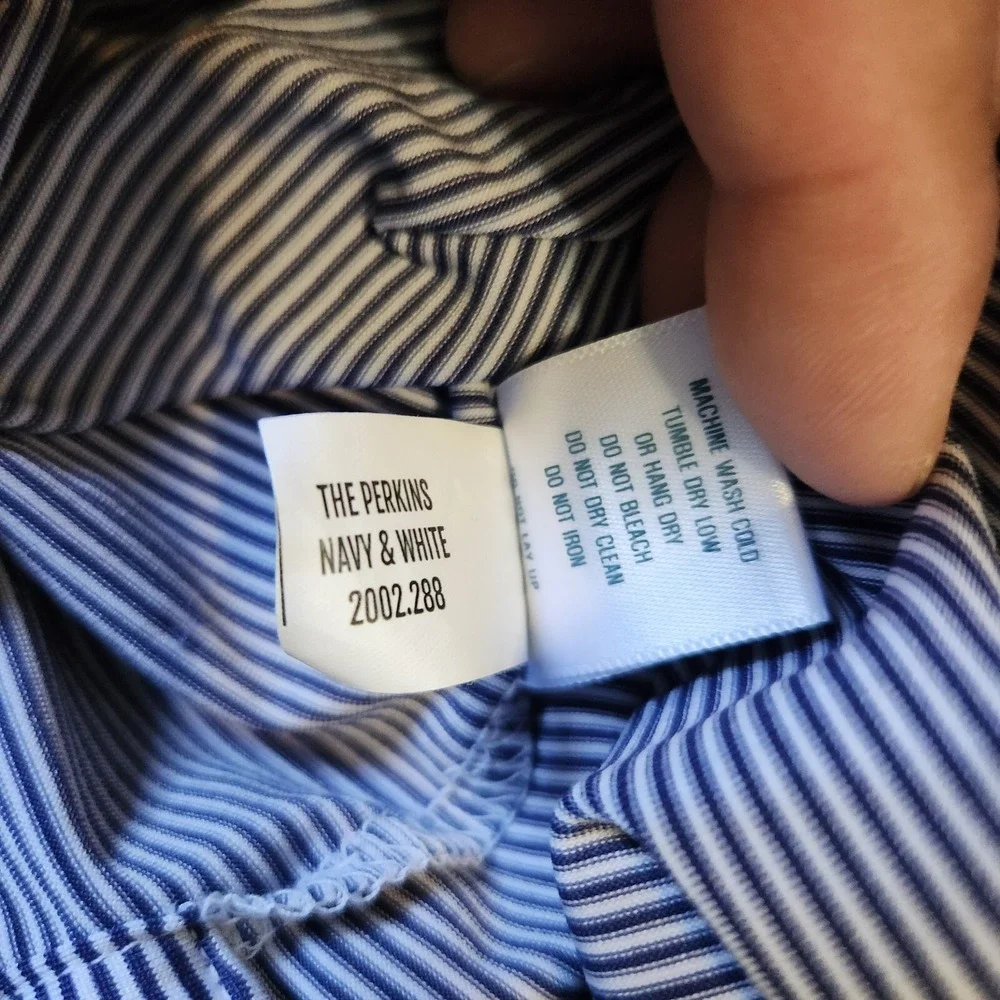 THE PERKINS
NAVY & WHITE
2002.288
MACHINE WASH COLD
TUMBLE DRY LOW
OR HANG DRY
DO NOT BLEACH
DO NOT DRY CLEAN
DO NOT IRON